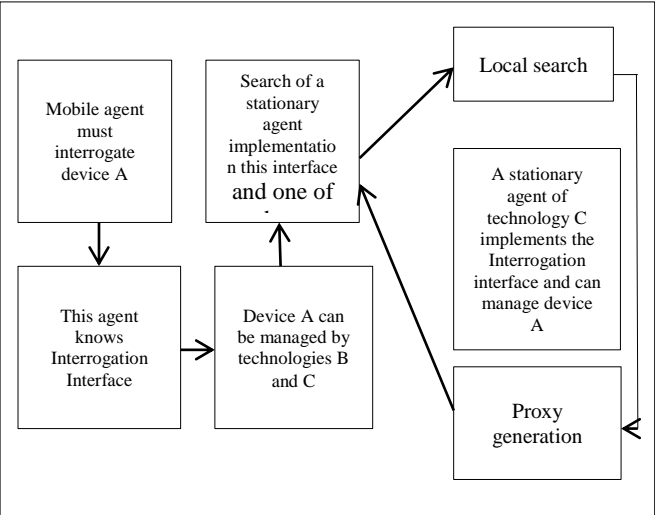 Mobile agent
must
interrogate
device A
This agent
knows
Interrogation
Interface
Device A can
be managed by
technologies B
and C
Search of a
stationary
agent
implementatio
n this interface
and one of
Local search
A stationary
agent of
technology C
implements the
Interrogation
interface and can
manage device
A
Proxy
generation